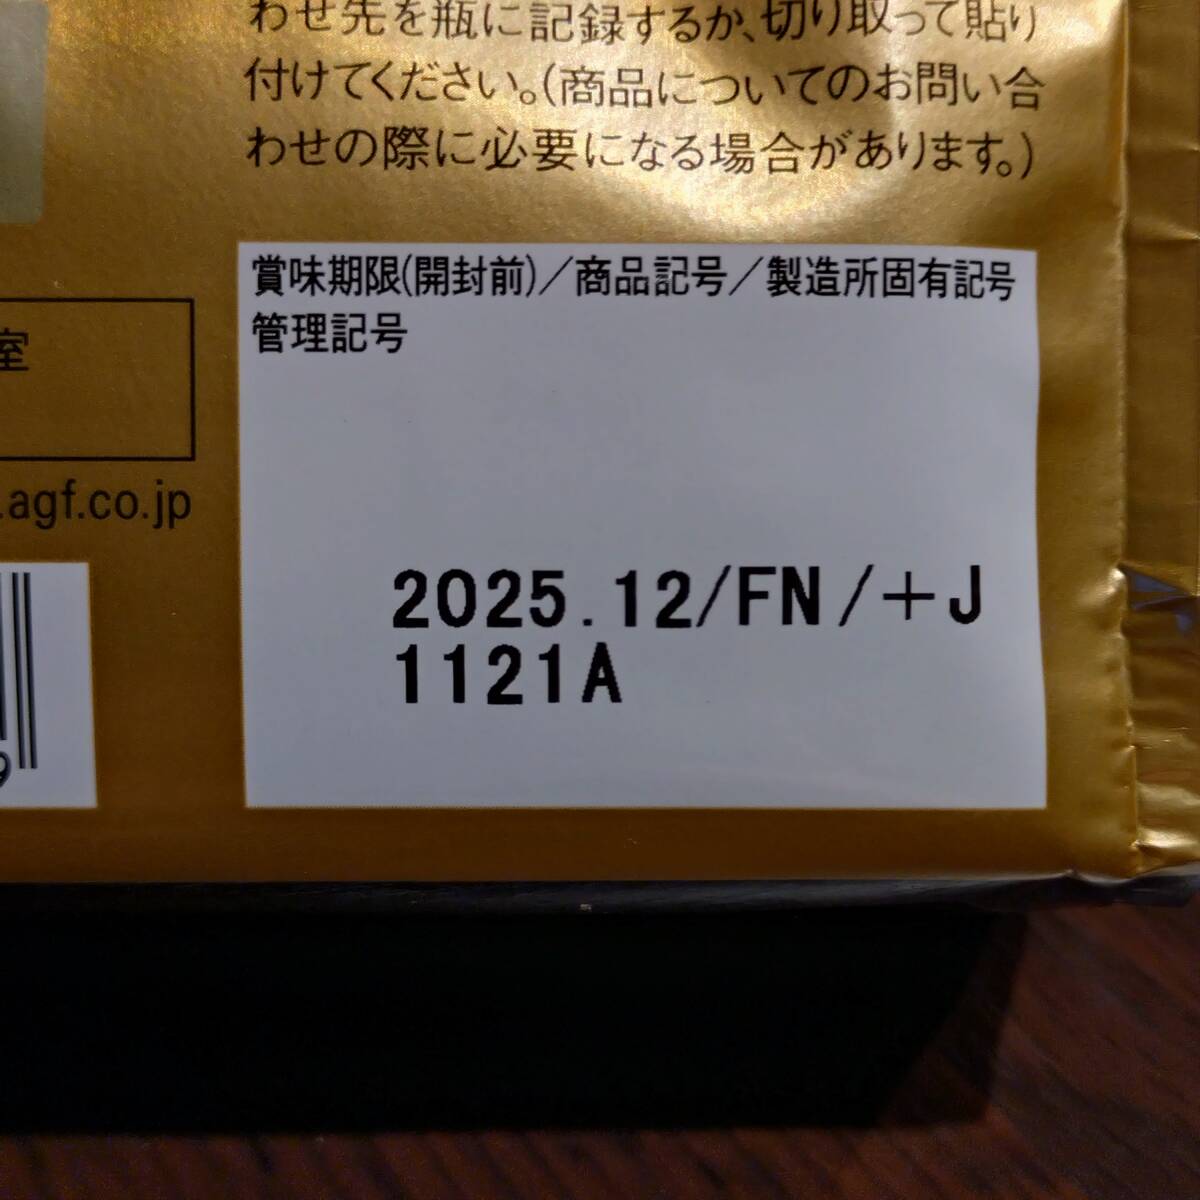 わせ先を瓶に記録するか、切り取って貼り
付けてください。(商品についてのお問い合
わせの際に必要になる場合があります。)
賞味期限(開封前)／商品記号／製造所固有記号
管理記号
室
.agf.co.jp
2025.12/FN/+J
1121A
9